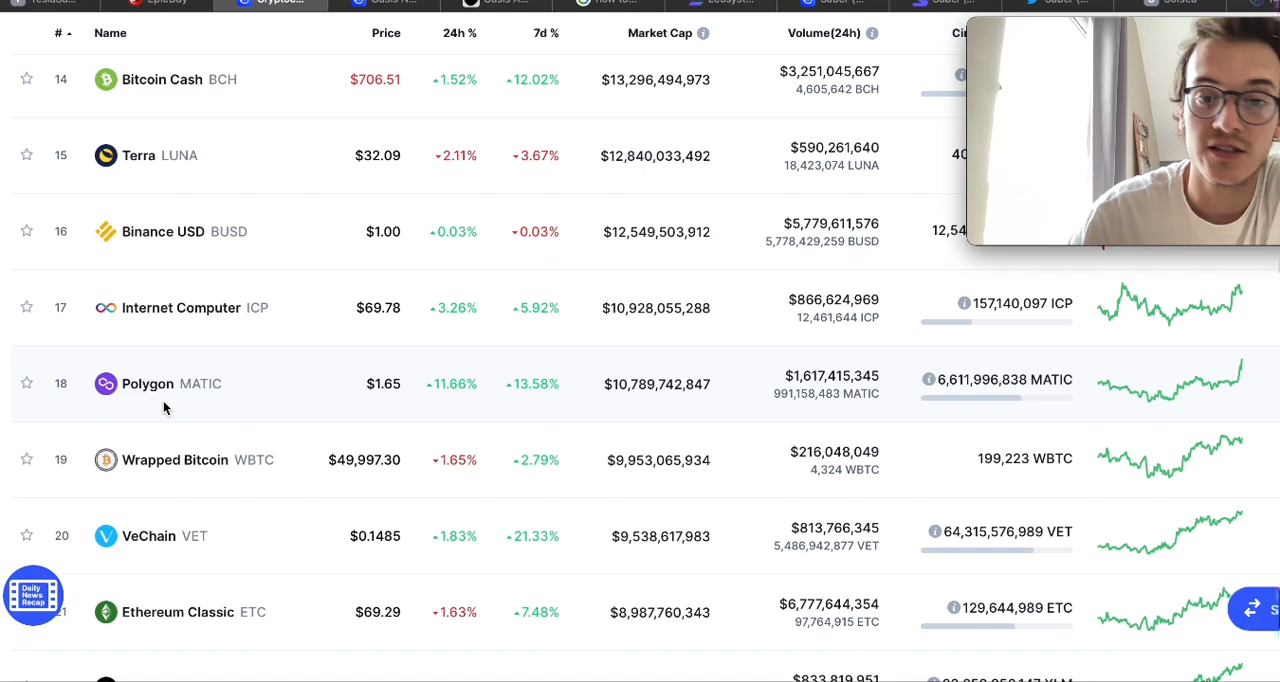 # Name Price 24h % 7d % Market Cap Volume(24h)
14 Bitcoin Cash BCH $706.51 1.52% 12.02% $13,296,494,973 $3,251,045,667
4,605,642 BCH
15 Terra LUNA $32.09 2.11% 3.67% $12,840,033,492 $590,261,640
18,423,074 LUNA
16 Binance USD BUSD $1.00 0.03% 0.03% $12,549,503,912 $5,779,611,576
5,778,429,259 BUSD
17 Internet Computer ICP $69.78 3.26% 5.92% $10,928,055,288 $866,624,969 157,140,097 ICP
12,461,644 ICP
18 Polygon MATIC $1.65 11.66% 13.58% $10,789,742,847 $1,617,415,345 6,611,996,838 MATIC
991,158,483 MATIC
19 Wrapped Bitcoin WBTC $49,997.30 1.65% 2.79% $9,953,065,934 $216,048,049 199,223 WBTC
4,324 WBTC
20 VeChain VET $0.1485 1.83% 21.33% $9,538,617,983 $813,766,345 64,315,576,989 VET
5,486,942,877 VET
Daily
News
Recap
21 Ethereum Classic ETC $69.29 1.63% 7.48% $8,987,760,343 $6,777,644,354 129,644,989 ETC
97,764,915 ETC